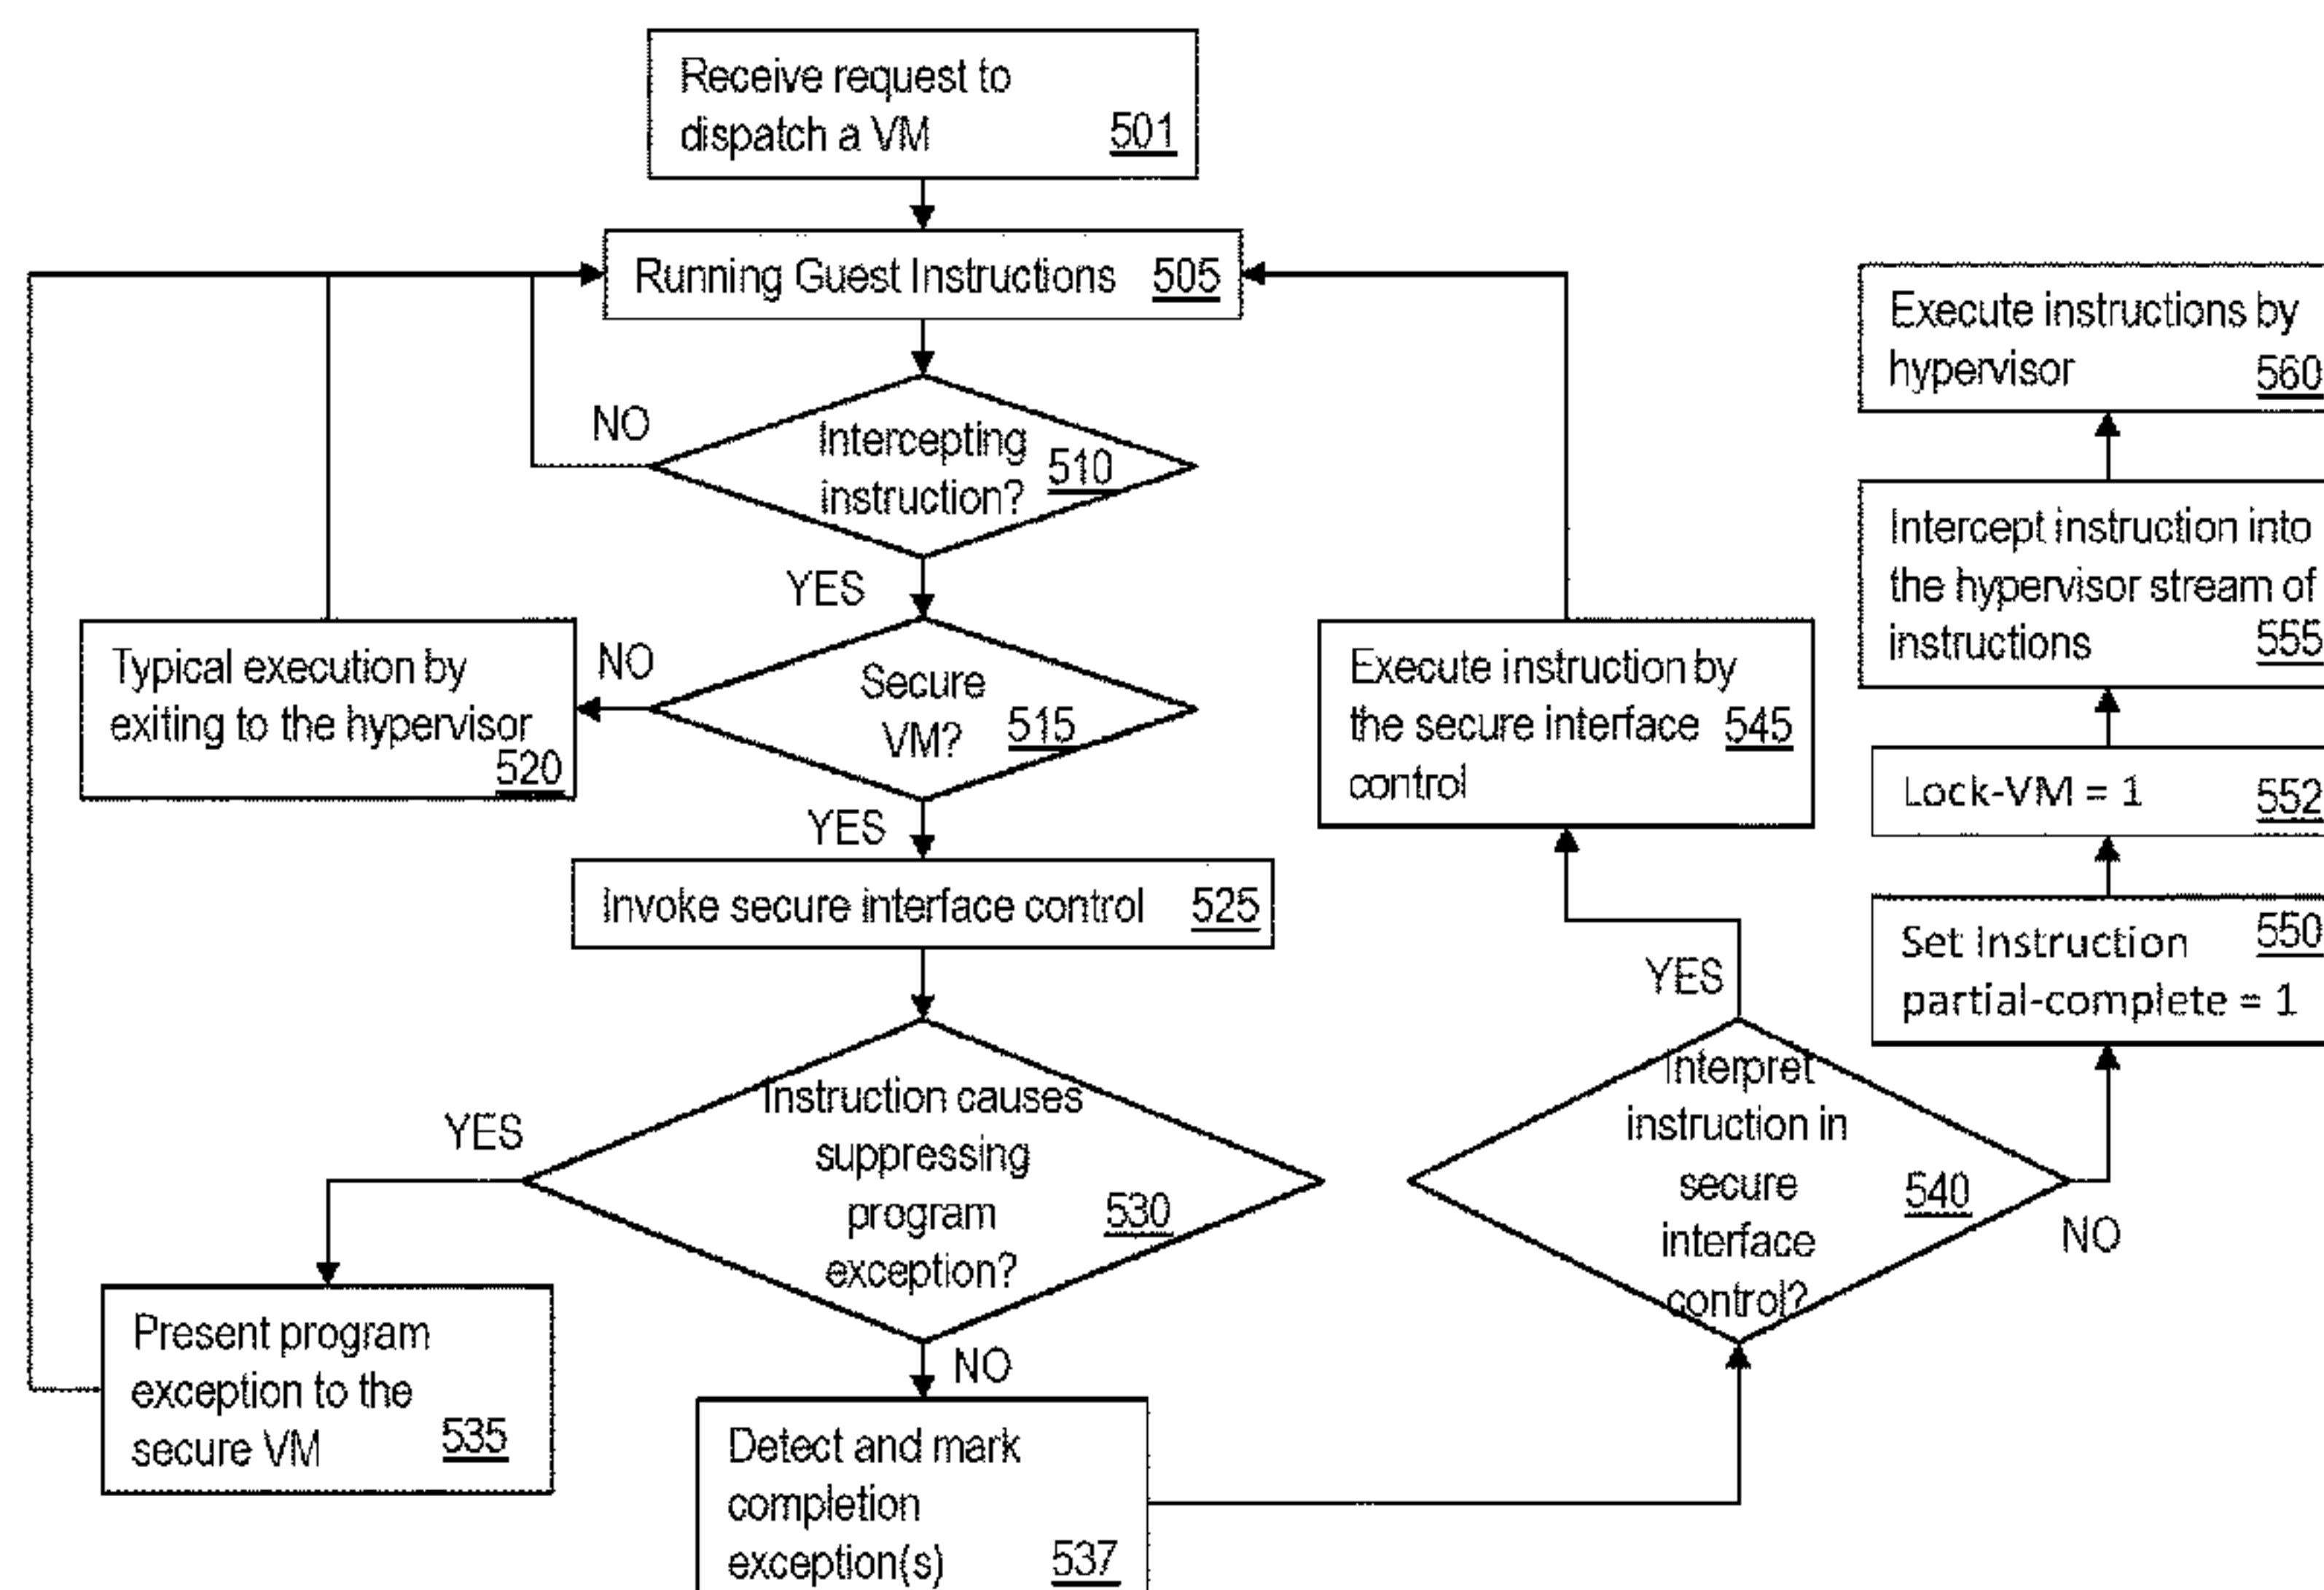 Receive request to
dispatch a VM 501
Running Guest Instructions 505
NO
Intercepting
instruction? 510
YES
Typical execution by
exiting to the hypervisor
520
NO
Secure
VM? 515
YES
Invoke secure interface control 525
YES
Instruction causes
suppressing
program
exception? 530
NO
Present program
exception to the
secure VM 535
Detect and mark
completion
exception(s) 537
Interpret
instruction in
secure
interface
control? 540
YES
NO
Execute instruction by
the secure interface 545
control
Set Instruction 550
partial-complete = 1
Lock-VM = 1 552
Intercept instruction into
the hypervisor stream of
instructions 555
Execute instructions by
hypervisor 560